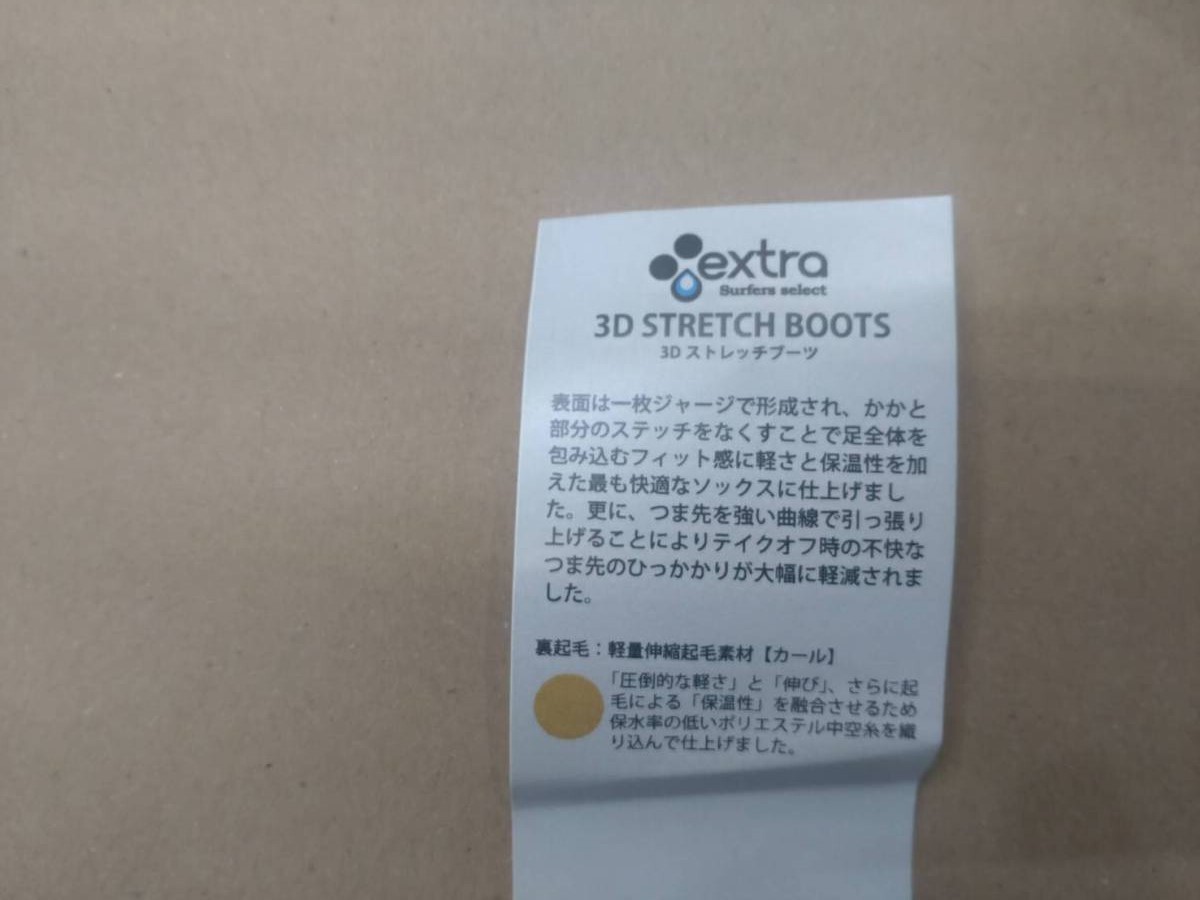 extra
Surfers select
3D STRETCH BOOTS
3D ストレッチブーツ
表面は一枚ジャージで形成され、かかと
部分のステッチをなくすことで足全体を
包み込むフィット感に軽さと保温性を加
えた最も快適なソックスに仕上げまし
た。更に、つま先を強い曲線で引っ張り
上げることによりテイクオフ時の不快な
つま先のひっかかりが大幅に軽減されま
した。
裏起毛：軽量伸縮起毛素材【カール】
「圧倒的な軽さ」と「伸び」、さらに起
毛による「保温性」を融合させるため
保水率の低いポリエステル中空糸を織
り込んで仕上げました。